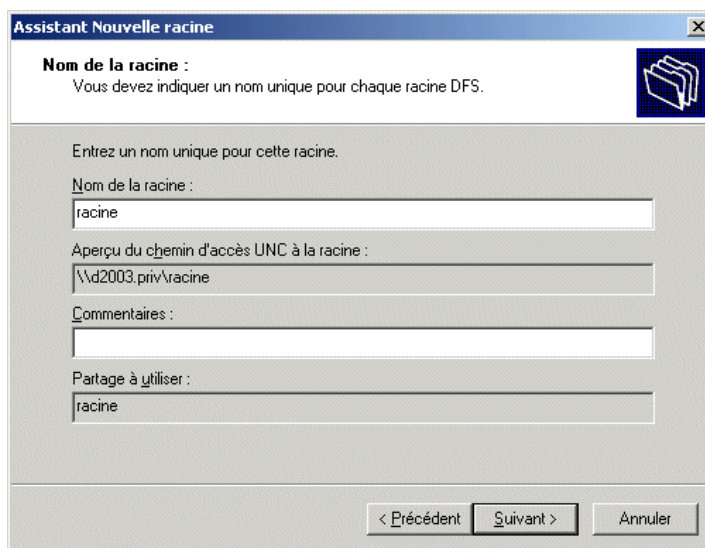 Assistant Nouvelle racine
Nom de la racine :
Vous devez indiquer un nom unique pour chaque racine DFS.
Entrez un nom unique pour cette racine.
Nom de la racine :
racine
Aperçu du chemin d'accès UNC à la racine :
\\d2003.priv\racine
Commentaires :
Partage à utiliser :
racine
< Précédent Suivant > Annuler